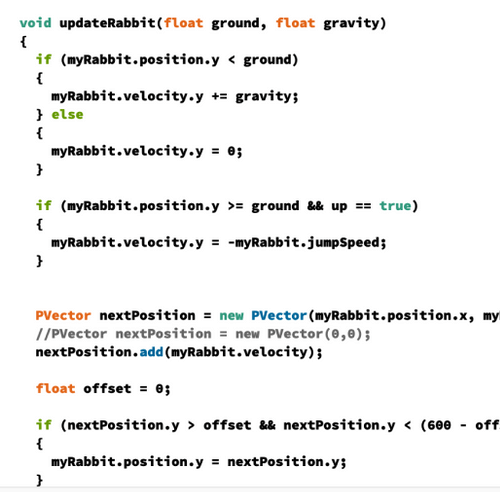 void updateRabbit(float ground, float gravity)
{
if (myRabbit.position.y < ground)
{
myRabbit.velocity.y += gravity;
} else
{
myRabbit.velocity.y = 0;
}
if (myRabbit.position.y >= ground && up == true)
{
myRabbit.velocity.y = -myRabbit.jumpSpeed;
}
PVector nextPosition = new PVector(myRabbit.position.x, my
//PVector nextPosition = new PVector(0,0);
nextPosition.add(myRabbit.velocity);
float offset = 0;
if (nextPosition.y > offset && nextPosition.y < (600 - off
{
myRabbit.position.y = nextPosition.y;
}